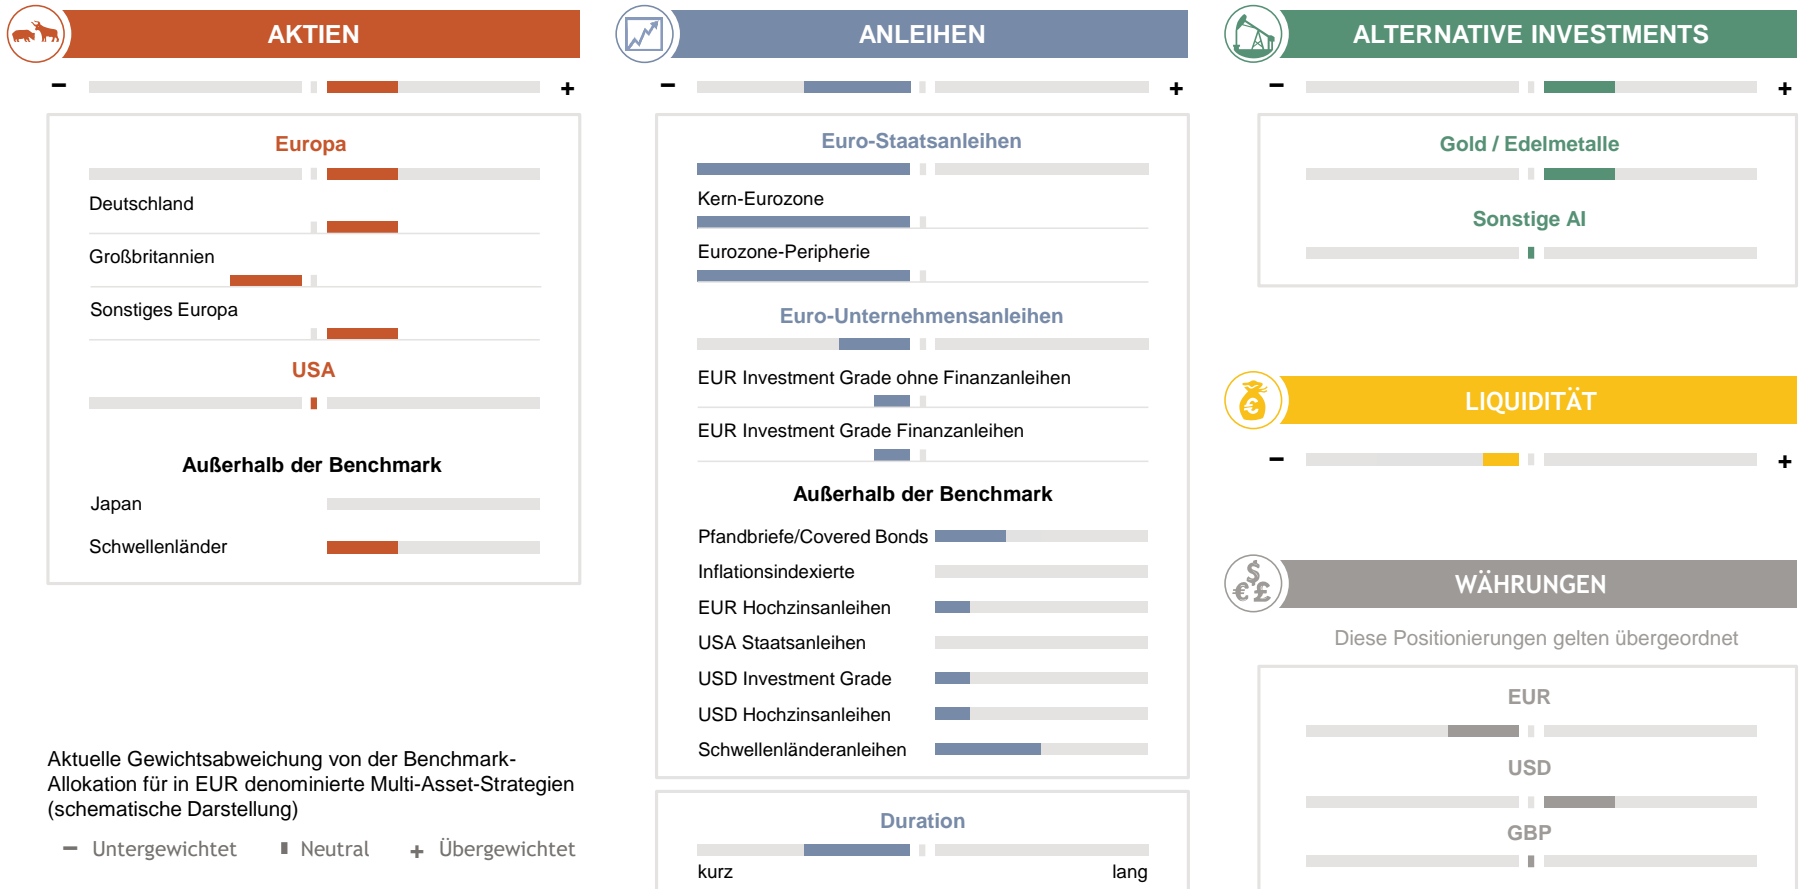 AKTIEN
− +
Europa
Deutschland
Großbritannien
Sonstiges Europa
USA
Außerhalb der Benchmark
Japan
Schwellenländer
Aktuelle Gewichtsabweichung von der Benchmark-
Allokation für in EUR denominierte Multi-Asset-Strategien
(schematische Darstellung)
− Untergewichtet Neutral + Übergewichtet
ANLEIHEN
− +
Euro-Staatsanleihen
Kern-Eurozone
Eurozone-Peripherie
Euro-Unternehmensanleihen
EUR Investment Grade ohne Finanzanleihen
EUR Investment Grade Finanzanleihen
Außerhalb der Benchmark
Pfandbriefe/Covered Bonds
Inflationsindexierte
EUR Hochzinsanleihen
USA Staatsanleihen
USD Investment Grade
USD Hochzinsanleihen
Schwellenländeranleihen
Duration
kurz lang
ALTERNATIVE INVESTMENTS
− +
Gold / Edelmetalle
Sonstige AI
€
LIQUIDITÄT
− +
$
€ £
WÄHRUNGEN
Diese Positionierungen gelten übergeordnet
EUR
USD
GBP